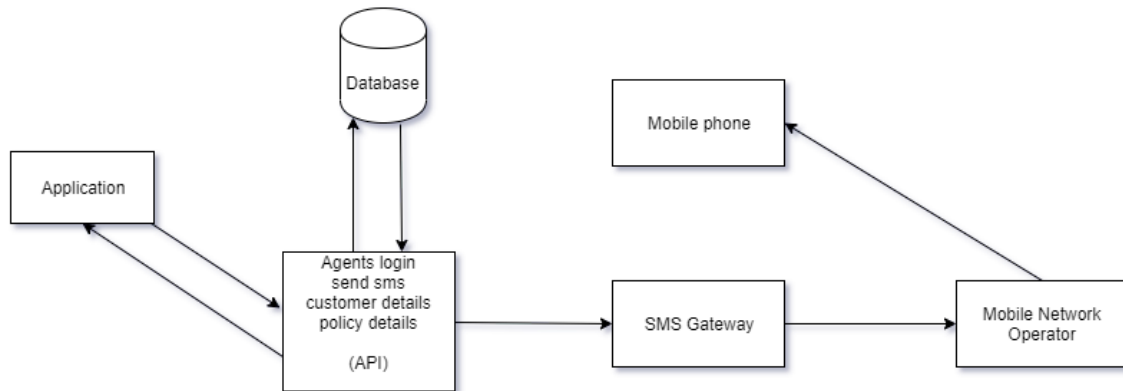 Database
Mobile phone
Application
Agents login
send sms
customer details
policy details
(API)
SMS Gateway
Mobile Network
Operator